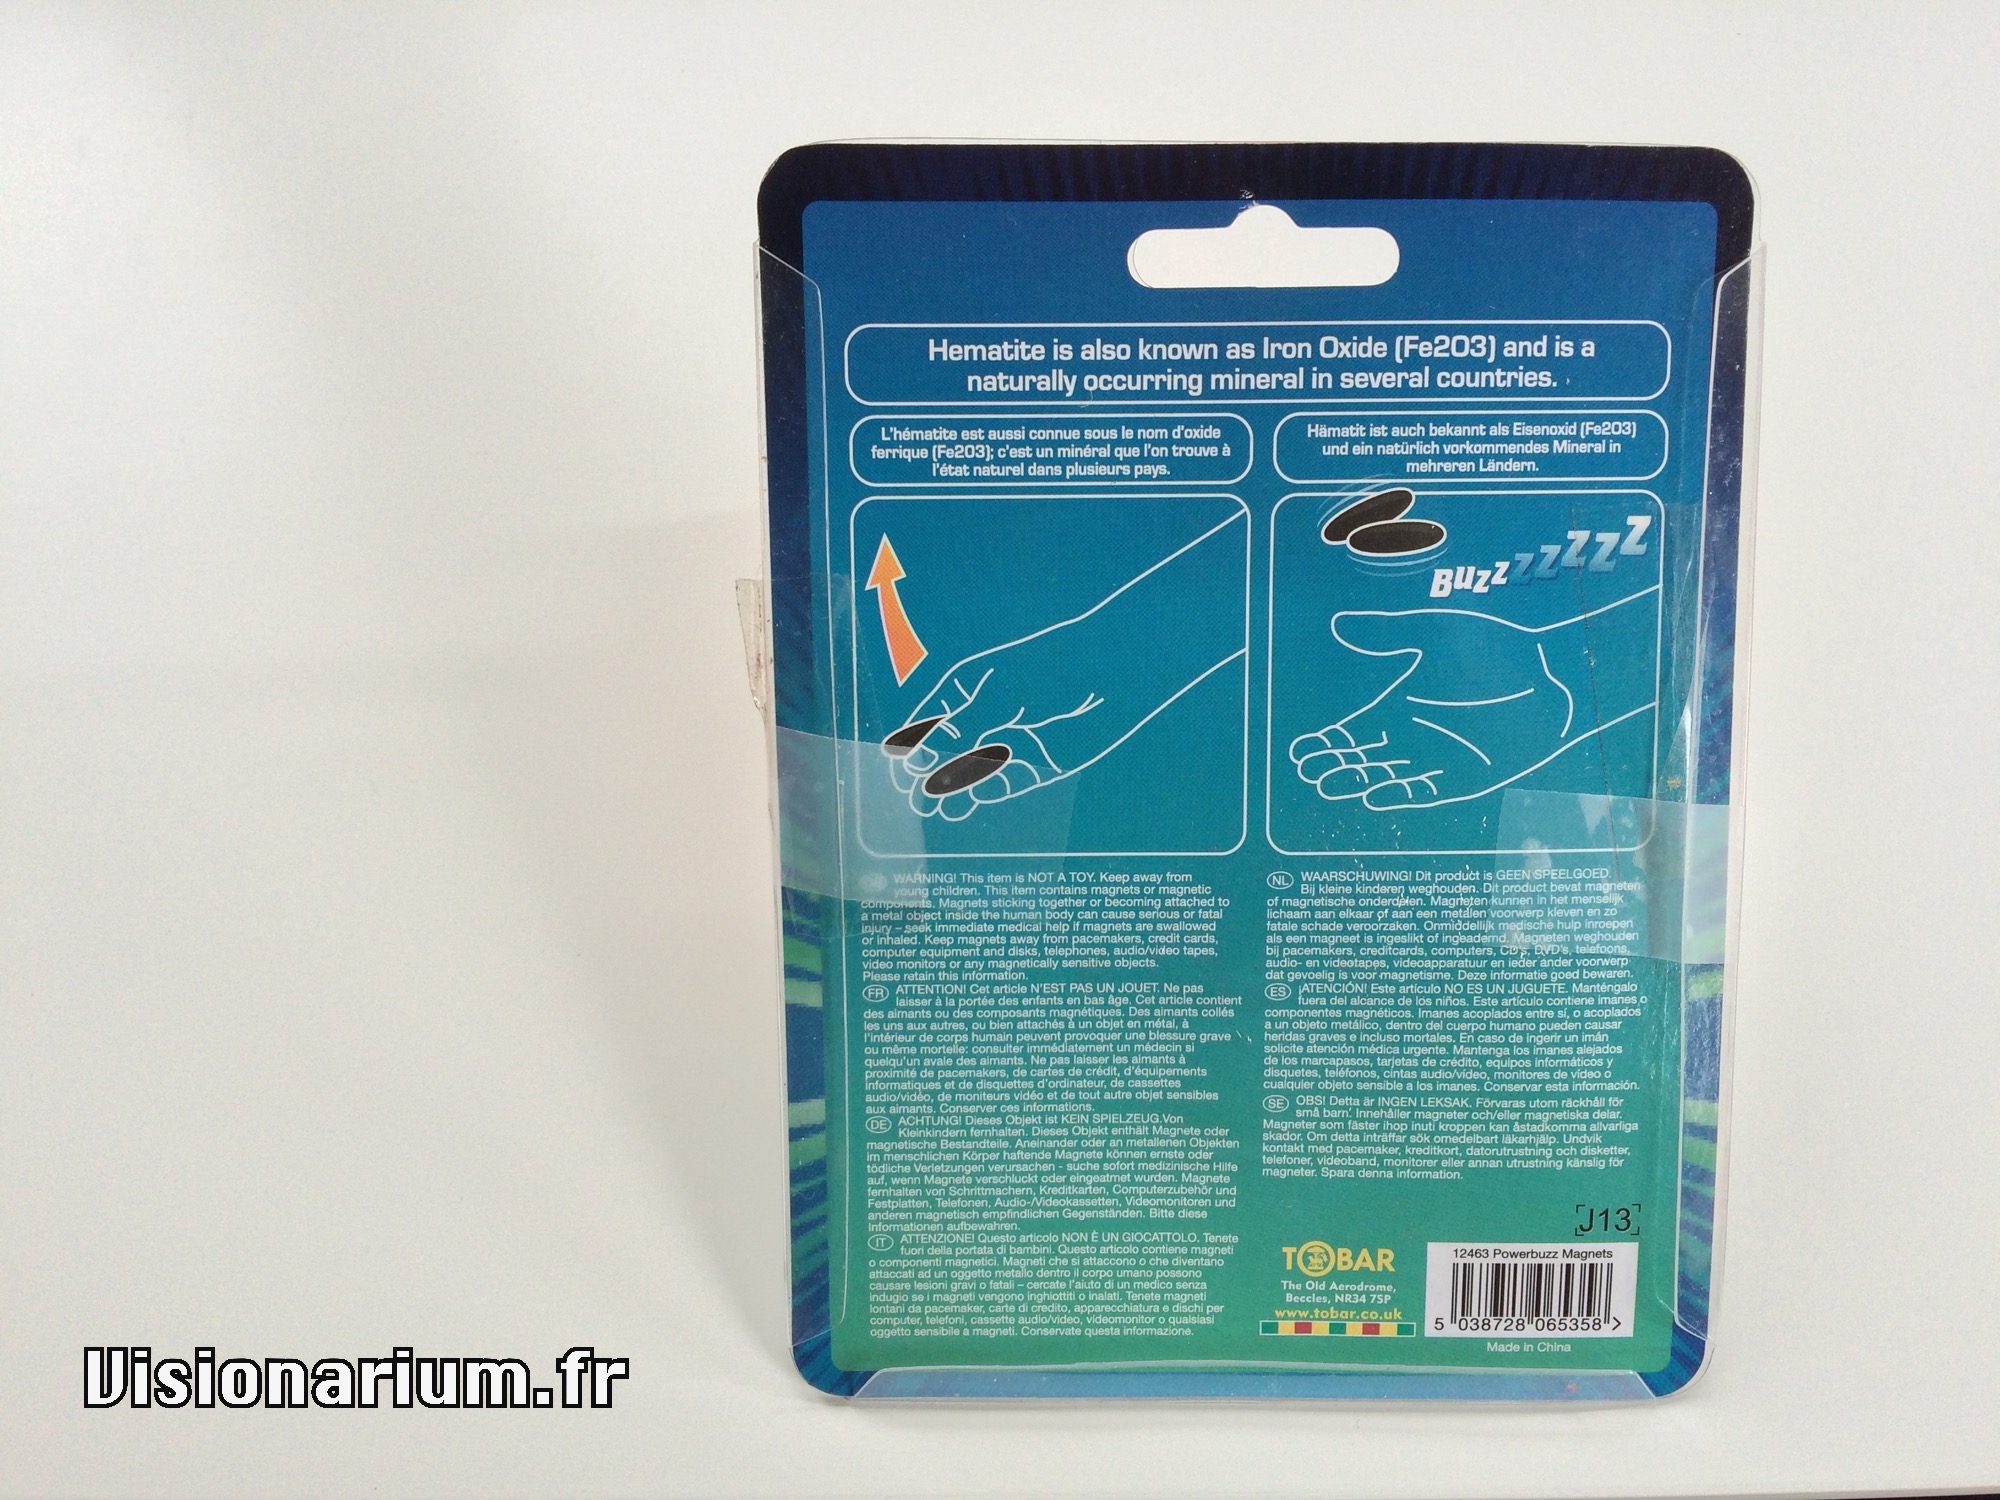 Hematite is also known as Iron Oxide (Fe2O3) and is a
naturally occurring mineral in several countries.
L'hématite est aussi connue sous le nom d'oxide
ferrique (Fe2O3); c'est un minéral que l'on trouve à
l'état naturel dans plusieurs pays.
Hämatit ist auch bekannt als Eisenoxid (Fe2O3)
und ein natürlich vorkommendes Mineral in
mehreren Ländern.
Buzzzzzzz
WARNING! This item is NOT A TOY. Keep away from
young children. This item contains magnets or magnetic
components. Magnets sticking together or becoming attached to
a metal object inside the human body can cause serious or fatal
injury – seek immediate medical help if magnets are swallowed
or inhaled. Keep magnets away from pacemakers, credit cards,
computer equipment and disks, telephones, audio/video tapes,
video monitors or any magnetically sensitive objects.
Please retain this information.
FR ATTENTION! Cet article N'EST PAS UN JOUET. Ne pas
laisser à la portée des enfants en bas âge. Cet article contient
des aimants ou des composants magnétiques. Des aimants collés
les uns aux autres, ou bien attachés à un objet en métal, à
l'intérieur de corps humain peuvent provoquer une blessure grave
ou même mortelle: consulter immédiatement un médecin si
quelqu'un avale des aimants. Ne pas laisser les aimants à
proximité de pacemakers, de cartes de crédit, d'équipements
informatiques et de disquettes d'ordinateur, de cassettes
audio/vidéo, de moniteurs vidéo et de tout autre objet sensibles
aux aimants. Conserver ces informations.
DE ACHTUNG! Dieses Objekt ist KEIN SPIELZEUG.Von
Kleinkindern fernhalten. Dieses Objekt enthält Magnete oder
magnetische Bestandteile. Aneinander oder an metallenen Objekten
im menschlichen Körper haftende Magnete können ernste oder
tödliche Verletzungen verursachen - suche sofort medizinische Hilfe
auf, wenn Magnete verschluckt oder eingeatmet wurden. Magnete
fernhalten von Schrittmachern, Kreditkarten, Computerzubehör und
Festplatten, Telefonen, Audio-/Videokassetten, Videomonitoren und
anderen magnetisch empfindlichen Gegenständen. Bitte diese
Informationen aufbewahren.
IT ATTENZIONE! Questo articolo NON È UN GIOCATTOLO. Tenete
fuori della portata di bambini. Questo articolo contiene magneti
o componenti magnetici. Magneti che si attaccono o che diventano
attaccati ad un oggetto metallo dentro il corpo umano possono
causare lesioni gravi o fatali – cercate l'aiuto di un medico senza
indugio se i magneti vengono inghiottiti o inalati. Tenete magneti
lontani da pacemaker, carte di credito, apparecchiatura e dischi per
computer, telefoni, cassette audio/video, videomonitor o qualsiasi
oggetto sensibile a magneti. Conservate questa informazione.
NL WAARSCHUWING! Dit product is GEEN SPEELGOED.
Bij kleine kinderen weghouden. Dit product bevat magneten
of magnetische onderdelen. Magneten kunnen in het menselijk
lichaam aan elkaar of aan een metalen voorwerp kleven en zo
fatale schade veroorzaken. Onmiddellijk medische hulp inroepen
als een magneet is ingeslikt of ingeademd. Magneten weghouden
bij pacemakers, creditcards, computers, CD's, DVD's, telefoons,
audio- en videotapes, videoapparatuur en ieder ander voorwerp
dat gevoelig is voor magnetisme. Deze informatie goed bewaren.
ES ¡ATENCIÓN! Este artículo NO ES UN JUGUETE. Manténgalo
fuera del alcance de los niños. Este artículo contiene imanes o
componentes magnéticos. Imanes acoplados entre sí, o acoplados
a un objeto metálico, dentro del cuerpo humano pueden causar
heridas graves e incluso mortales. En caso de ingerir un imán
solicite atención médica urgente. Mantenga los imanes alejados
de los marcapasos, tarjetas de crédito, equipos informáticos y
disquetes, teléfonos, cintas audio/vídeo, monitores de vídeo o
cualquier objeto sensible a los imanes. Conservar esta información.
SE OBS! Detta är INGEN LEKSAK. Förvaras utom räckhåll för
små barn. Innehåller magneter och/eller magnetiska delar.
Magneter som fäster ihop inuti kroppen kan åstadkomma allvarliga
skador. Om detta inträffar sök omedelbart läkarhjälp. Undvik
kontakt med pacemaker, kreditkort, datorutrustning och disketter,
telefoner, videoband, monitorer eller annan utrustning känslig för
magneter. Spara denna information.
J13
TOBAR
The Old Aerodrome,
Beccles, NR34 7SP
www.tobar.co.uk
12463 Powerbuzz Magnets
5 038728 065358 >
Made in China
Visionarium.fr